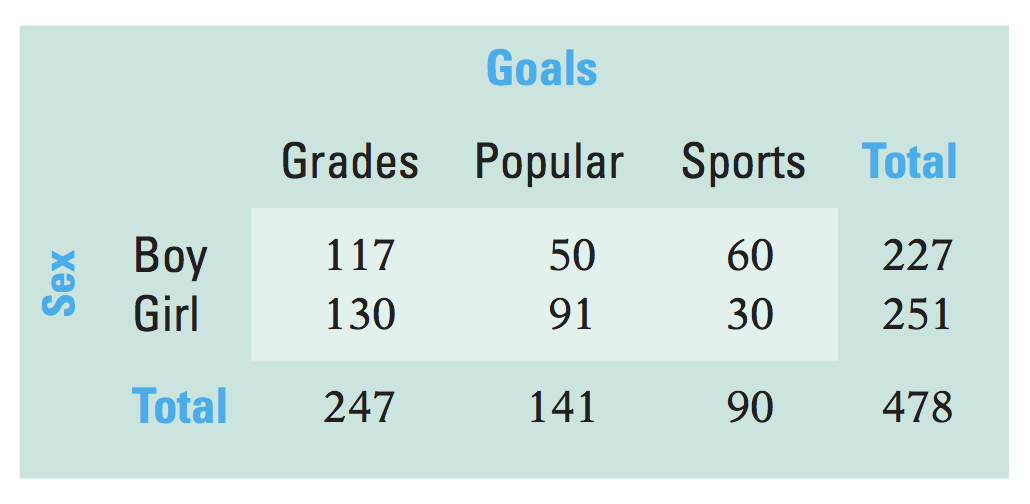 Goals
Grades Popular Sports Total
Sex
Boy 117 50 60 227
Girl 130 91 30 251
Total 247 141 90 478